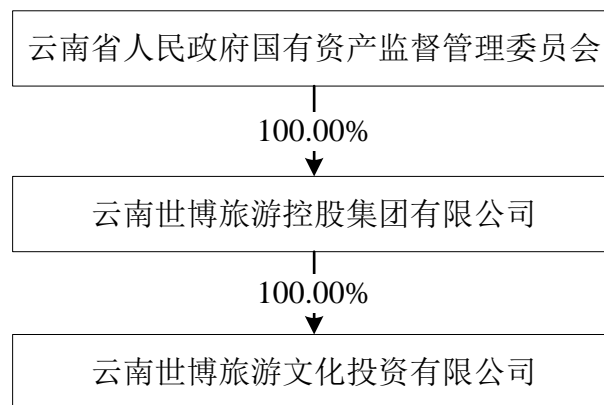 云南省人民政府国有资产监督管理委员会
100.00%
云南世博旅游控股集团有限公司
100.00%
云南世博旅游文化投资有限公司